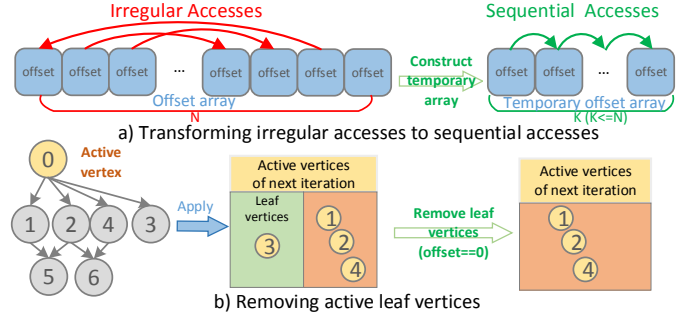 Irregular Accesses
Sequential Accesses
offset offset offset ... offset offset offset offset
Construct
temporary
array
offset offset ... offset
Offset array
N
Temporary offset array
K (K<=N)
a) Transforming irregular accesses to sequential accesses
0
Active
vertex
1 2 4 3
5 6
Apply
Active vertices
of next iteration
Leaf
vertices
3
1
2
4
Remove leaf
vertices
(offset==0)
Active vertices
of next iteration
1
2
4
b) Removing active leaf vertices